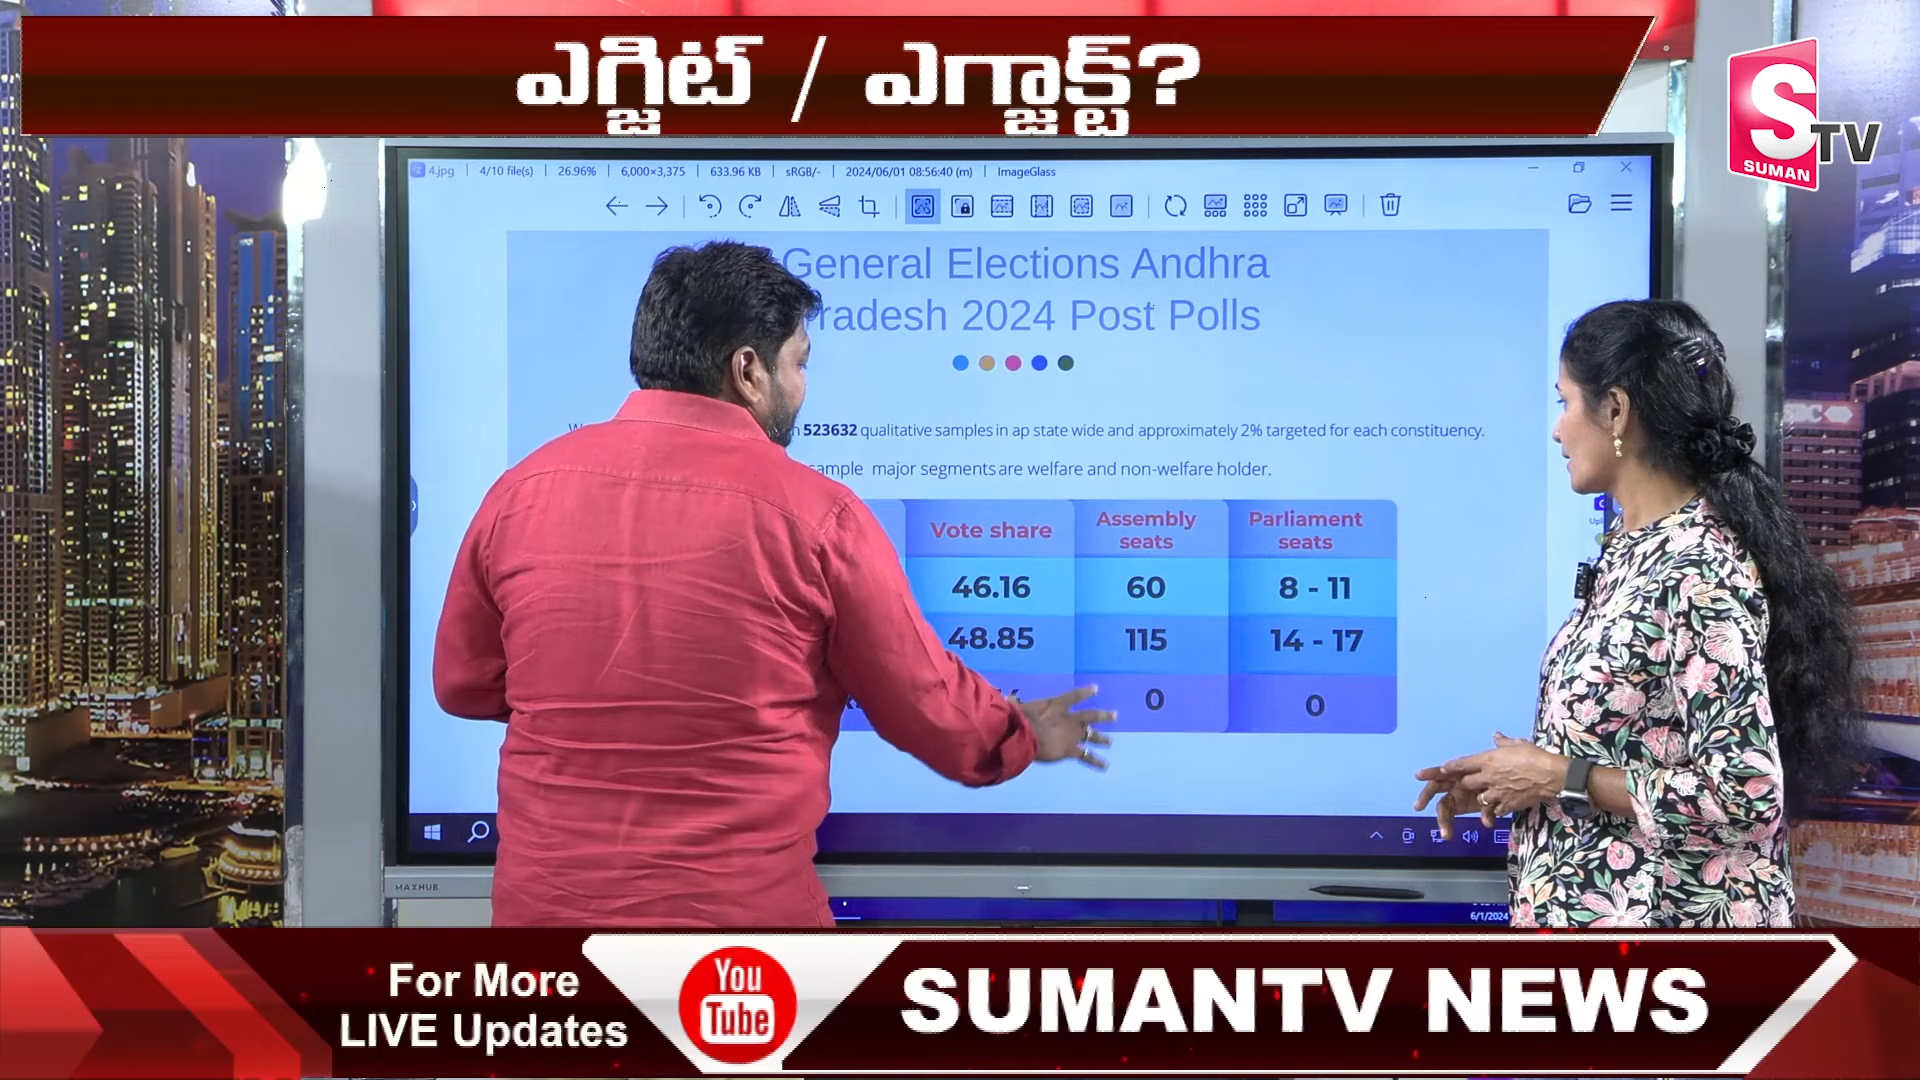 ఎగ్జిట్ / ఎగ్జాక్ట్?
S
TV
SUMAN
4.jpg | 4/10 file(s) | 26.96% | 6,000×3,375 | 633.96 KB | sRGB/- | 2024/06/01 08:56:40 (m) | ImageGlass
General Elections Andhra
radesh 2024 Post Polls
523632 qualitative samples in ap state wide and approximately 2% targeted for each constituency.
sample major segments are welfare and non-welfare holder.
Vote share
Assembly seats
Parliament seats
46.16 60 8 - 11
48.85 115 14 - 17
0 0
MAXHUB
6/1/2024
For More
LIVE Updates
You
Tube
SUMANTV NEWS